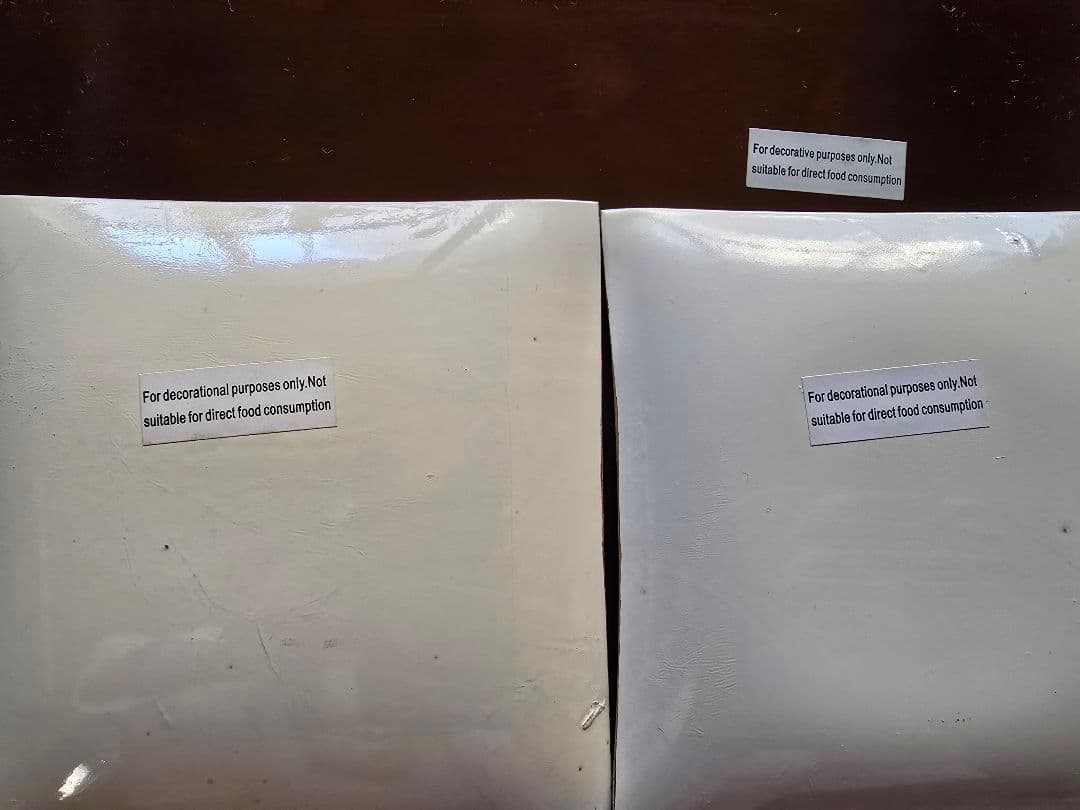 For decorative purposes only.Not
suitable for direct food consumption
For decorational purposes only.Not
suitable for direct food consumption
For decorational purposes only.Not
suitable for direct food consumption